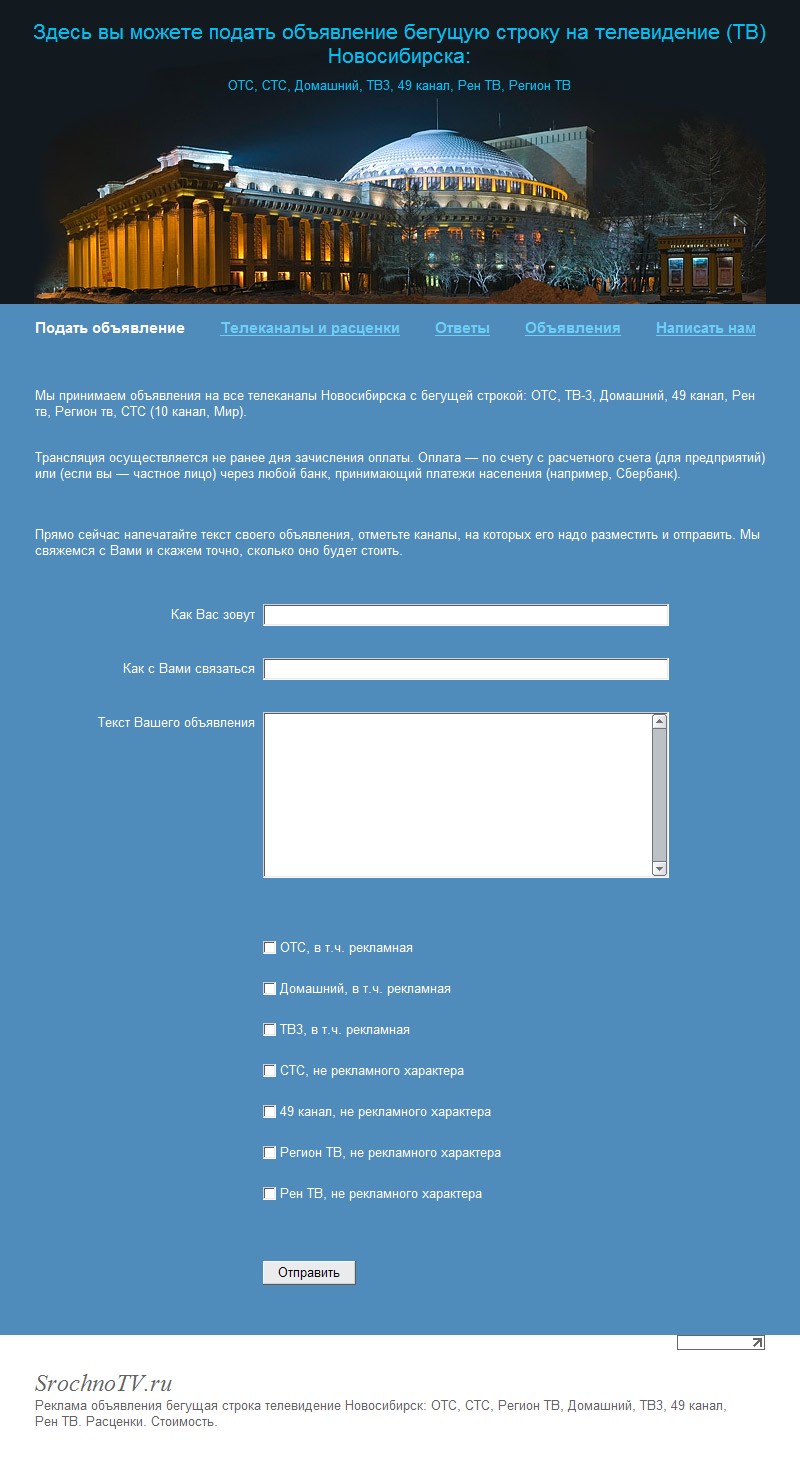 Здесь вы можете подать объявление бегущую строку на телевидение (ТВ)
Новосибирска:
ОТС, СТС, Домашний, ТВ3, 49 канал, Рен ТВ, Регион ТВ
ТЕАТР ОПЕРЫ и БАЛЕТА
Подать объявление Телеканалы и расценки Ответы Объявления Написать нам
Мы принимаем объявления на все телеканалы Новосибирска с бегущей строкой: ОТС, ТВ-3, Домашний, 49 канал, Рен
тв, Регион тв, СТС (10 канал, Мир).
Трансляция осуществляется не ранее дня зачисления оплаты. Оплата — по счету с расчетного счета (для предприятий)
или (если вы — частное лицо) через любой банк, принимающий платежи населения (например, Сбербанк).
Прямо сейчас напечатайте текст своего объявления, отметьте каналы, на которых его надо разместить и отправить. Мы
свяжемся с Вами и скажем точно, сколько оно будет стоить.
Как Вас зовут
Как с Вами связаться
Текст Вашего объявления
ОТС, в т.ч. рекламная
Домашний, в т.ч. рекламная
ТВ3, в т.ч. рекламная
СТС, не рекламного характера
49 канал, не рекламного характера
Регион ТВ, не рекламного характера
Рен ТВ, не рекламного характера
Отправить
SrochnoTV.ru
Реклама объявления бегущая строка телевидение Новосибирск: ОТС, СТС, Регион ТВ, Домашний, ТВ3, 49 канал,
Рен ТВ. Расценки. Стоимость.